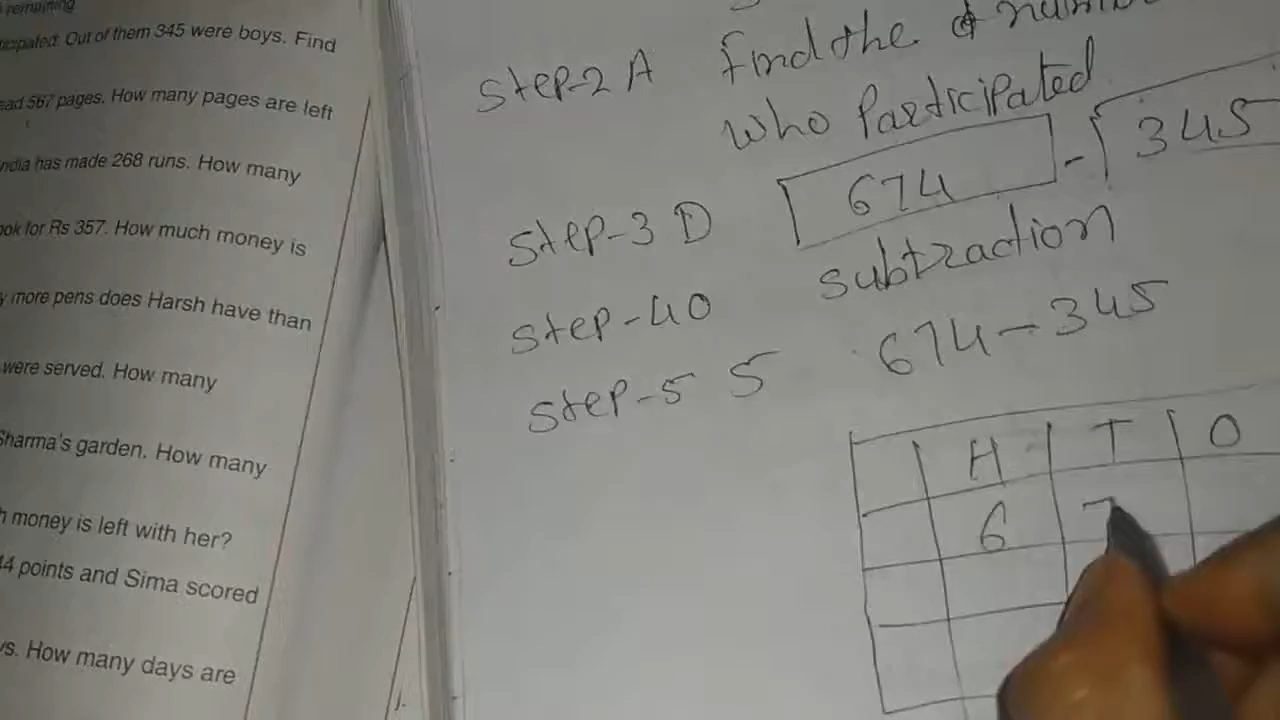 remaining
ticipated. Out of them 345 were boys. Find
ead 567 pages. How many pages are left
India has made 268 runs. How many
ook for Rs 357. How much money is
y more pens does Harsh have than
were served. How many
Sharma's garden. How many
h money is left with her?
44 points and Sima scored
ys. How many days are
Step-2 A find the
who Participated
Step-3 D 674 - 345
Step-4 O subtraction
Step-5 S 674-345
H T O
6 7